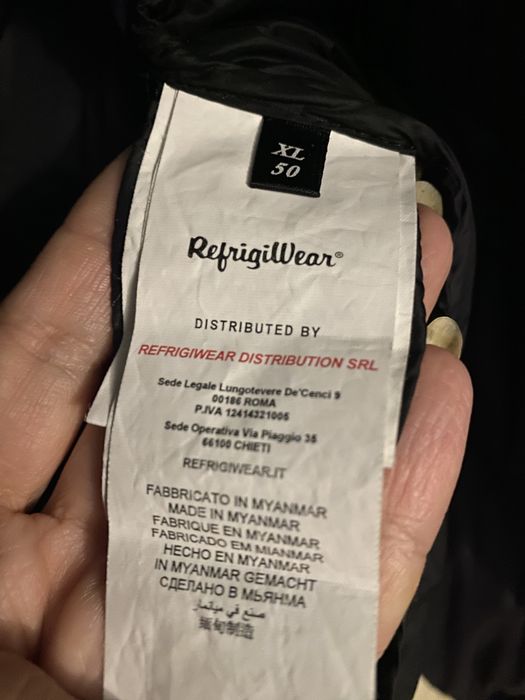 XL
50
RefrigiWear®
DISTRIBUTED BY
REFRIGIWEAR DISTRIBUTION SRL
Sede Legale Lungotevere De'Cenci 9
00186 ROMA
P.IVA 12414321005
Sede Operativa Via Piaggio 35
66100 CHIETI
REFRIGIWEAR.IT
FABBRICATO IN MYANMAR
MADE IN MYANMAR
FABRIQUE EN MYANMAR
FABRICADO EM MIANMAR
HECHO EN MYANMAR
IN MYANMAR GEMACHT
СДЕЛАНО В МЬЯНМА
صنع في ميانمار
缅甸制造